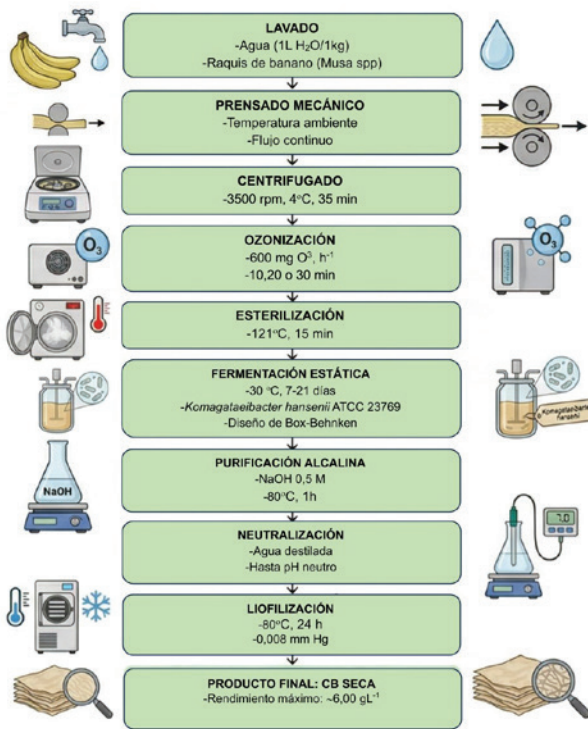 LAVADO
-Agua (1L H₂O/1kg)
-Raquis de banano (Musa spp)
PRENSADO MECÁNICO
-Temperatura ambiente
-Flujo continuo
CENTRIFUGADO
-3500 rpm, 4°C, 35 min
O₃
OZONIZACIÓN
-600 mg O³, h⁻¹
-10,20 o 30 min
O₃
ESTERILIZACIÓN
-121°C, 15 min
FERMENTACIÓN ESTÁTICA
-30 °C, 7-21 días
-Komagataeibacter hansenii ATCC 23769
-Diseño de Box-Behnken
Komagataeibacter
hansenii
NaOH
PURIFICACIÓN ALCALINA
-NaOH 0,5 M
-80°C, 1h
NEUTRALIZACIÓN
-Agua destilada
-Hasta pH neutro
7.0
LIOFILIZACIÓN
-80°C, 24 h
-0,008 mm Hg
PRODUCTO FINAL: CB SECA
-Rendimiento máximo: ~6,00 gL⁻¹